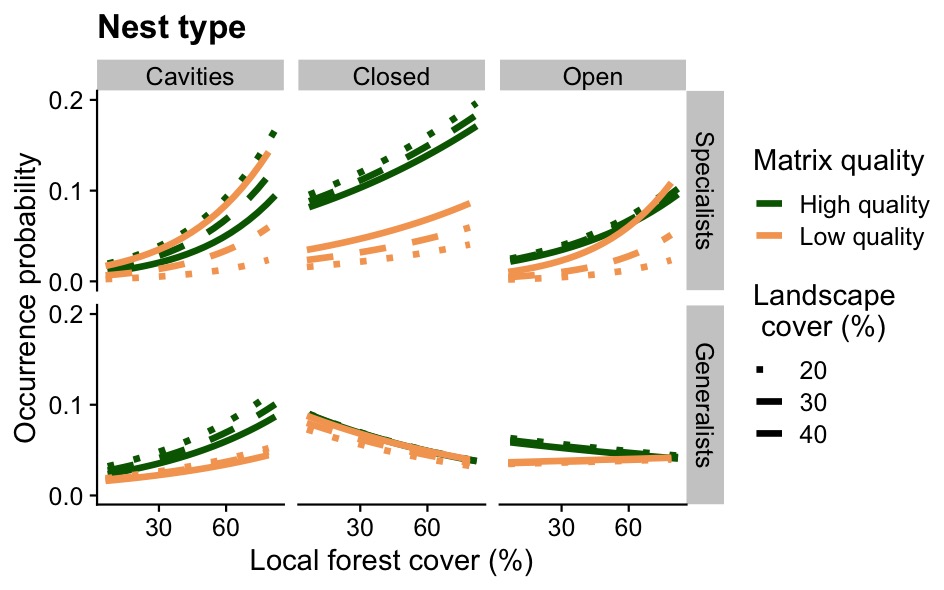 Nest type
Cavities
Closed
Open
0.2
0.1
0.0
Specialists
0.2
0.1
0.0
Generalists
Occurrence probability
30
60
30
60
30
60
Local forest cover (%)
Matrix quality
High quality
Low quality
Landscape
cover (%)
20
30
40